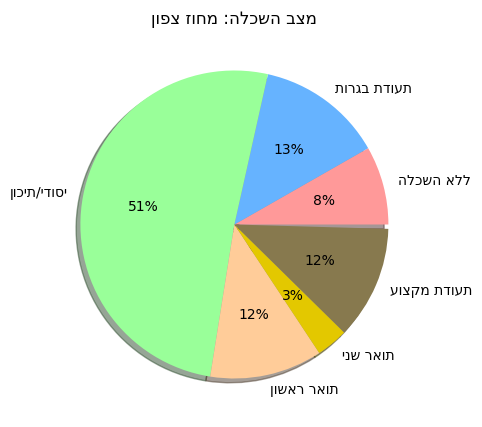 מצב השכלה: מחוז צפון
תעודת בגרות
13%
ללא השכלה
8%
יסודי/תיכון
51%
12%
תעודת מקצוע
3%
12%
תואר שני
תואר ראשון